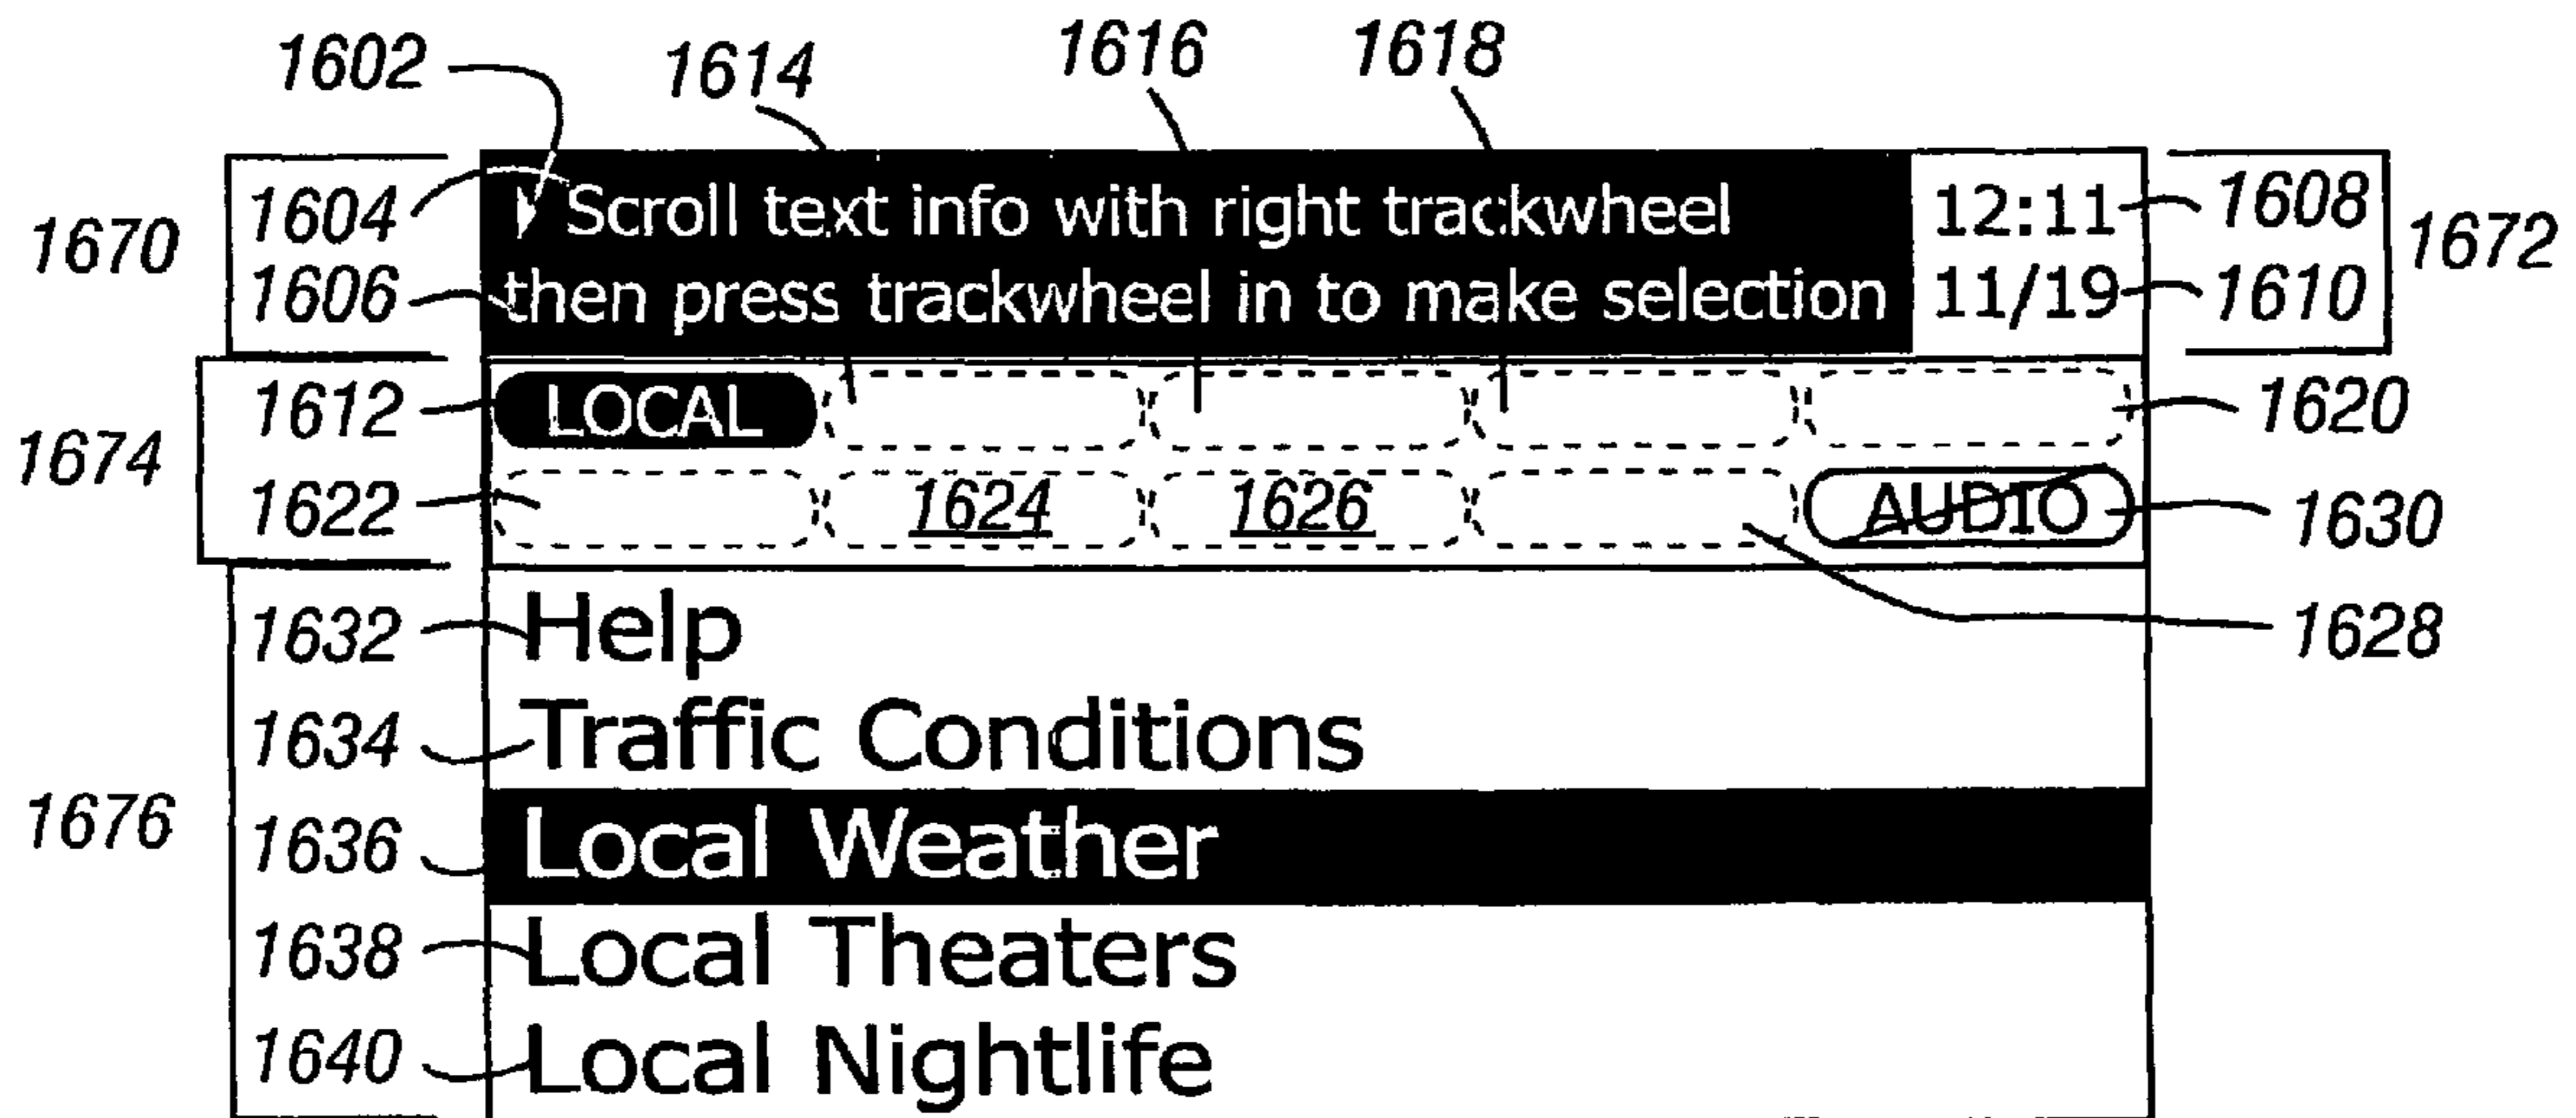 1602 1614 1616 1618
1670 1604 Scroll text info with right trackwheel 12:11 1608 1672
1606 then press trackwheel in to make selection 11/19 1610
1674 1612 LOCAL 1620
1622 1624 1626 AUDIO 1630
1632 Help 1628
1634 Traffic Conditions
1676 1636 Local Weather
1638 Local Theaters
1640 Local Nightlife